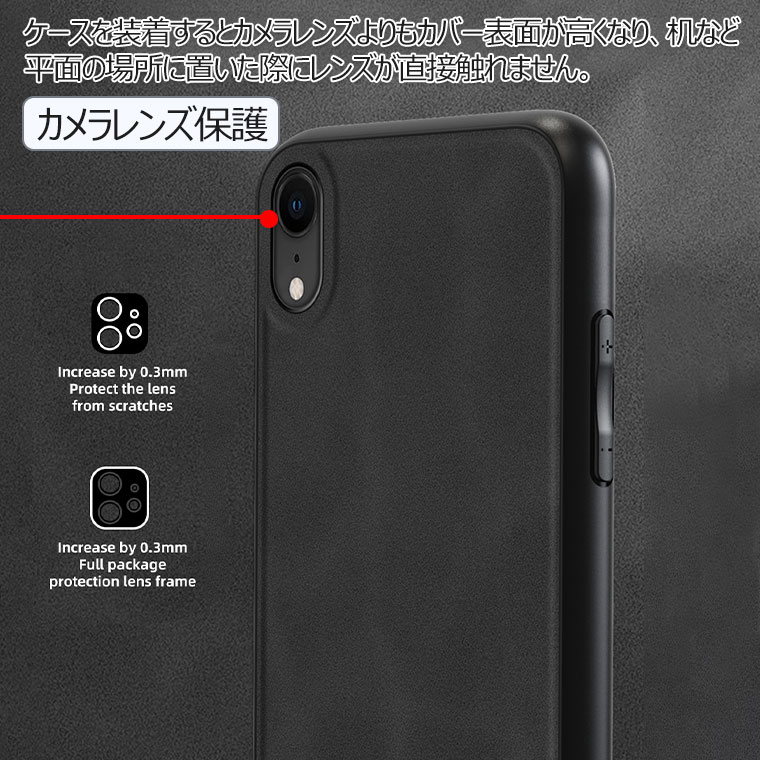 ケースを装着するとカメラレンズよりもカバー表面が高くなり、机など
平面の場所に置いた際にレンズが直接触れません。
カメラレンズ保護
Increase by 0.3mm
Protect the lens
from scratches
Increase by 0.3mm
Full package
protection lens frame